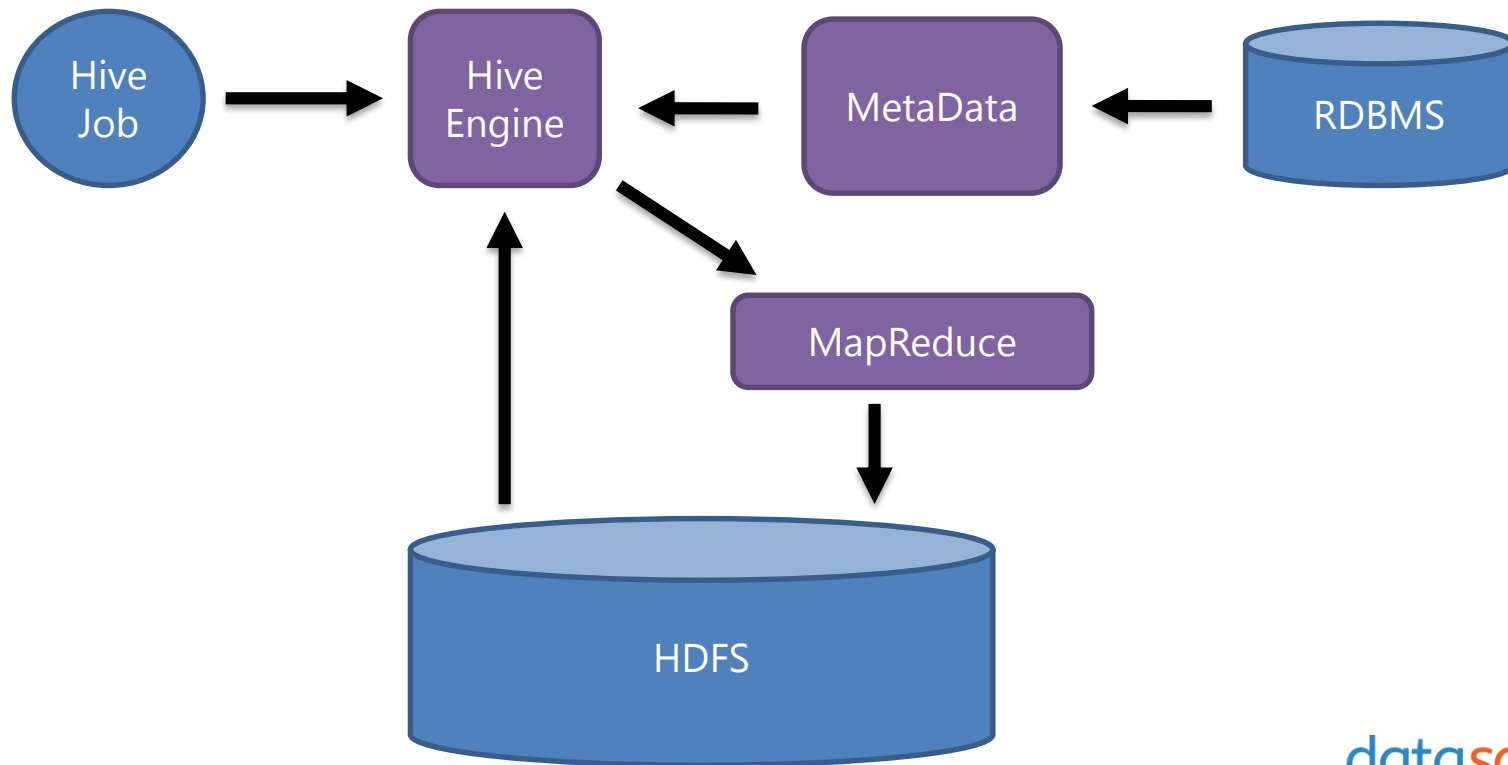 Hive
Job
Hive
Engine
MetaData
RDBMS
MapReduce
HDFS